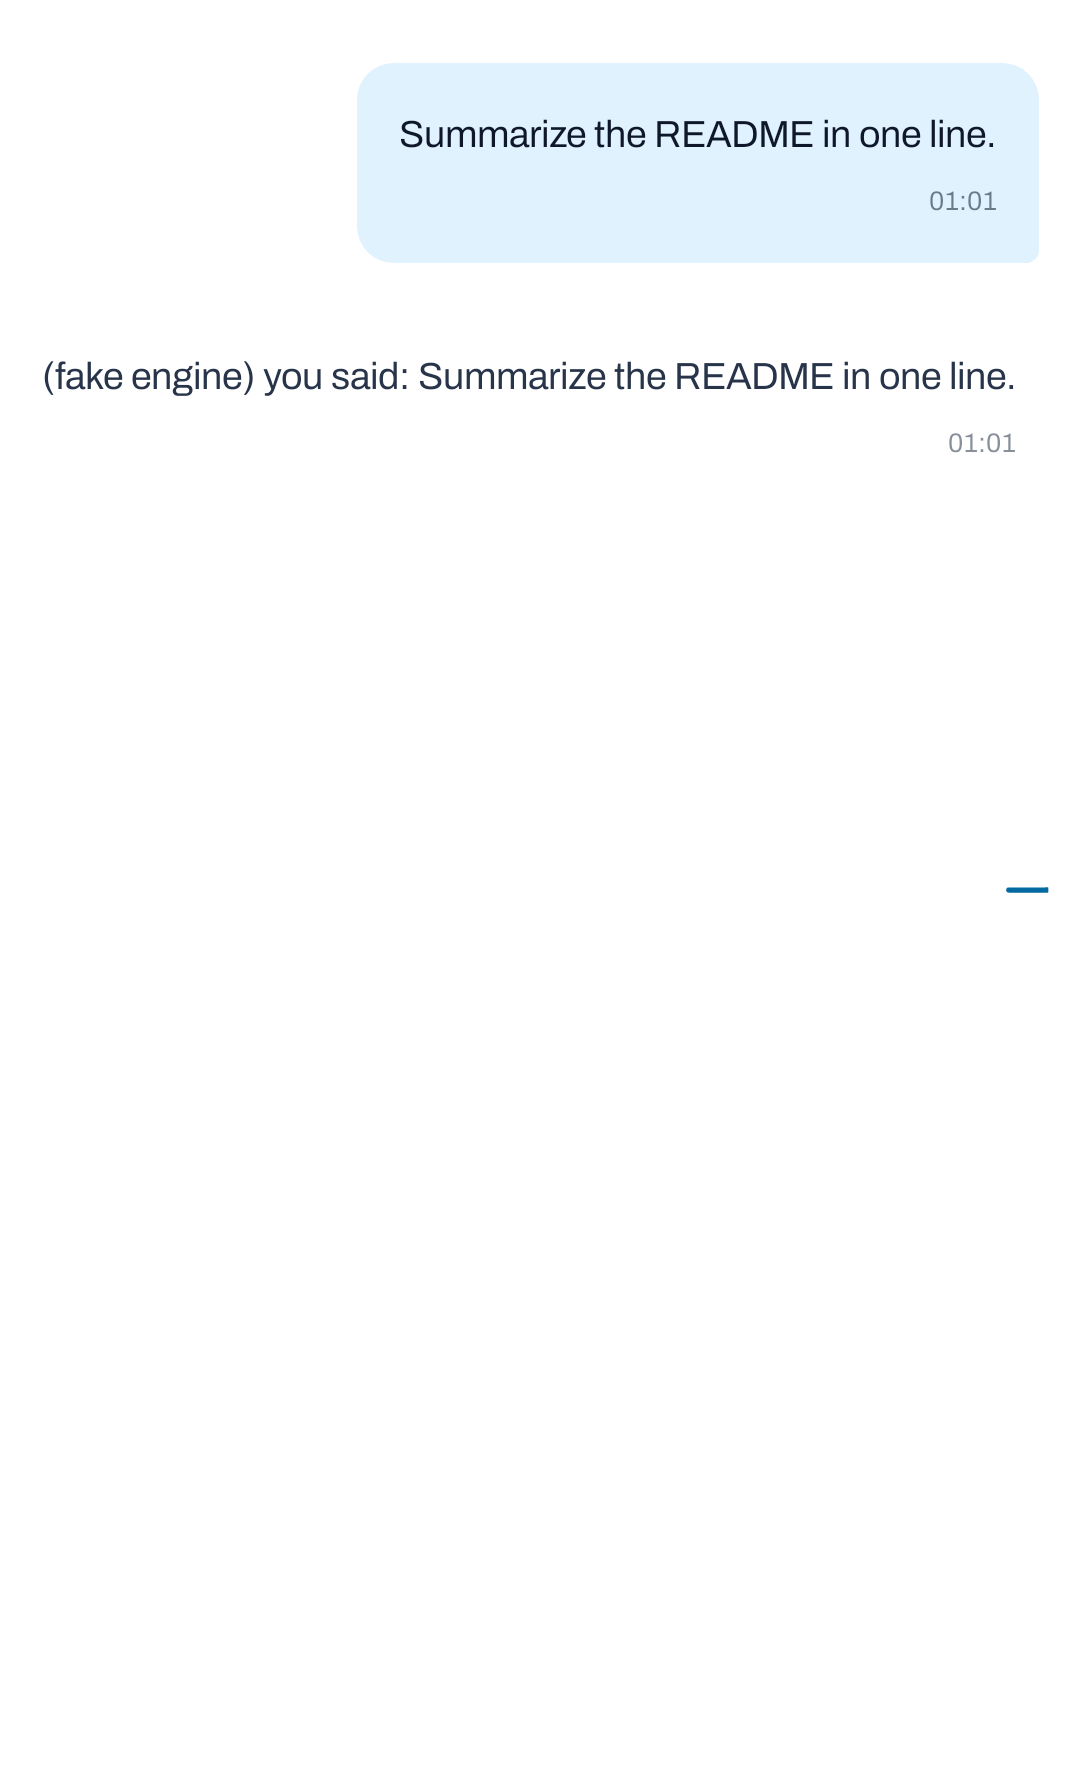 Summarize the README in one line.
01:01
(fake engine) you said: Summarize the README in one line.
01:01